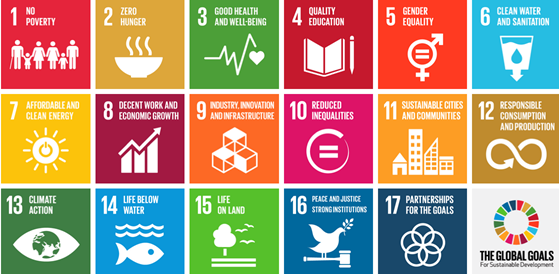 1 NO
POVERTY
2 ZERO
HUNGER
3 GOOD HEALTH
AND WELL-BEING
4 QUALITY
EDUCATION
5 GENDER
EQUALITY
6 CLEAN WATER
AND SANITATION
7 AFFORDABLE AND
CLEAN ENERGY
8 DECENT WORK AND
ECONOMIC GROWTH
9 INDUSTRY, INNOVATION
AND INFRASTRUCTURE
10 REDUCED
INEQUALITIES
11 SUSTAINABLE CITIES
AND COMMUNITIES
12 RESPONSIBLE
CONSUMPTION
AND PRODUCTION
13 CLIMATE
ACTION
14 LIFE BELOW
WATER
15 LIFE
ON LAND
16 PEACE AND JUSTICE
STRONG INSTITUTIONS
17 PARTNERSHIPS
FOR THE GOALS
THE GLOBAL GOALS
For Sustainable Development